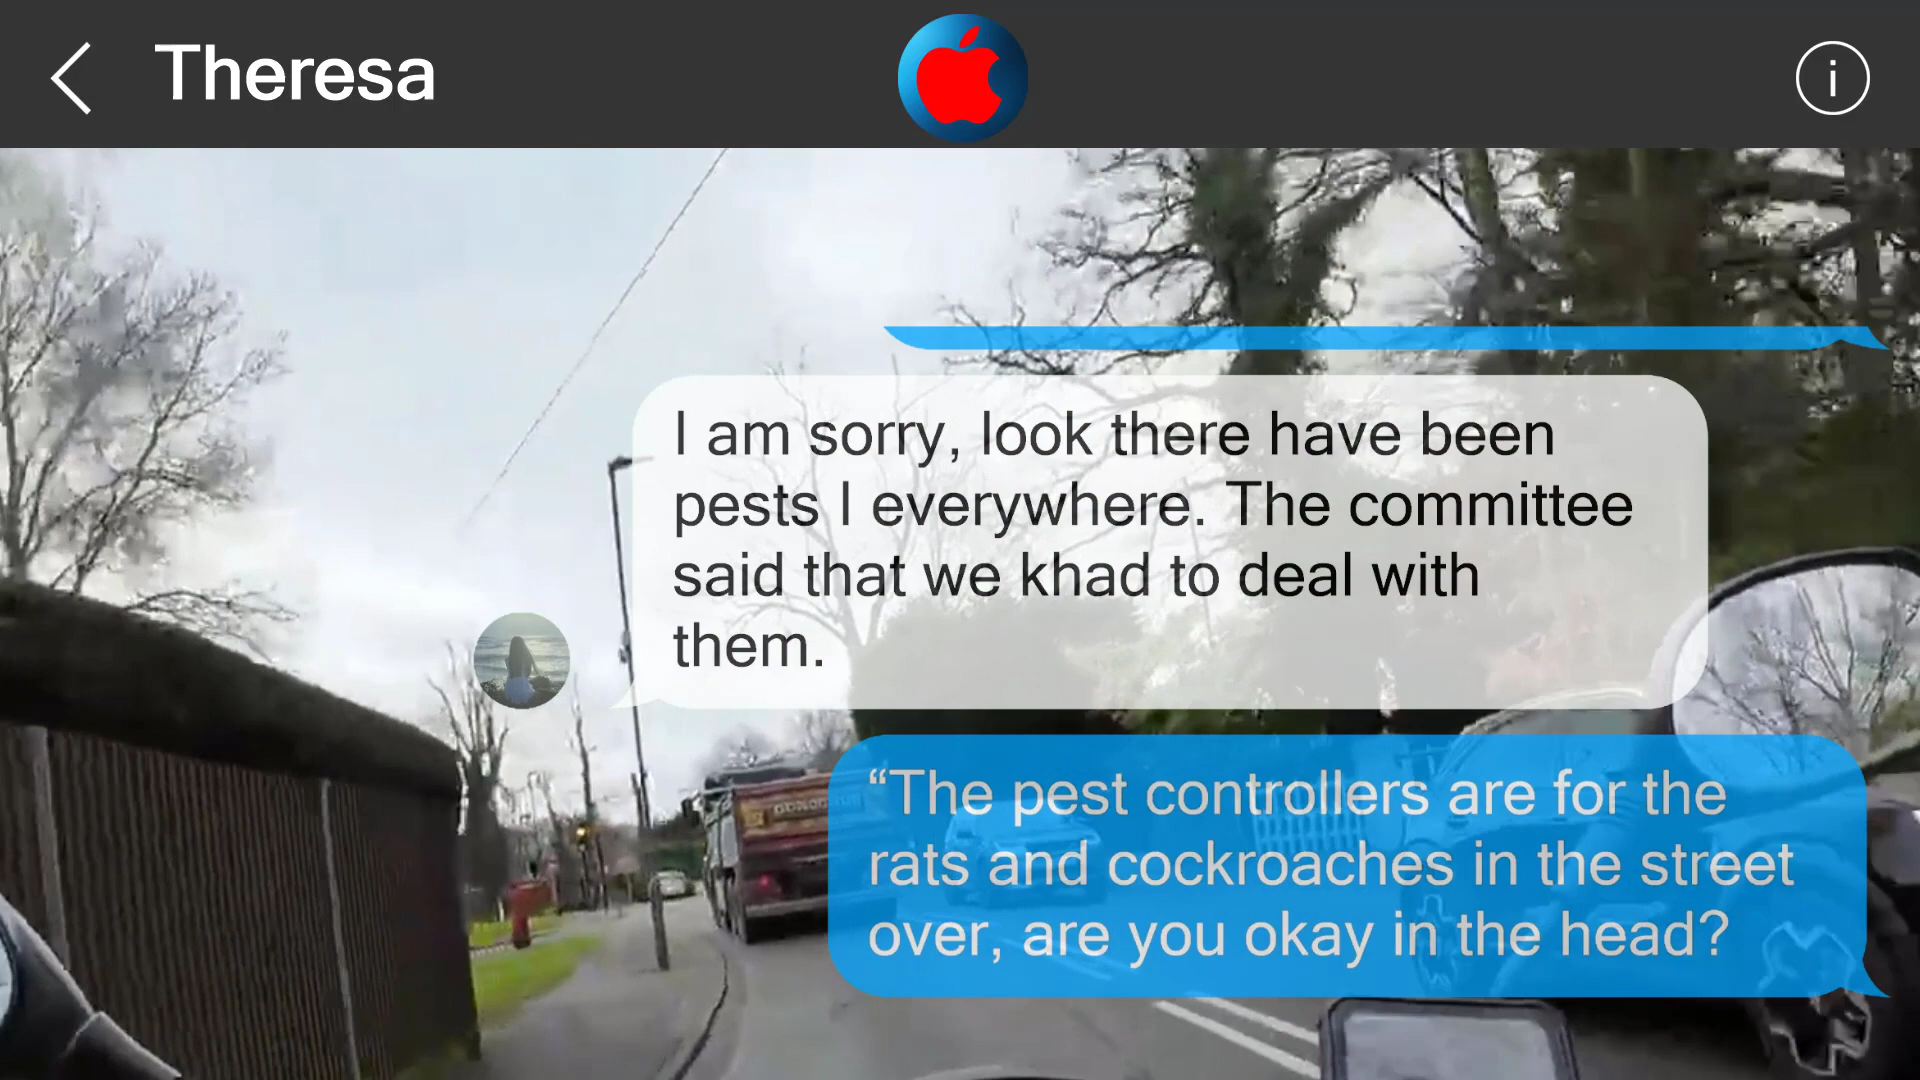 Theresa
i
I am sorry, look there have been
pests I everywhere. The committee
said that we khad to deal with
them.
“The pest controllers are for the
rats and cockroaches in the street
over, are you okay in the head?